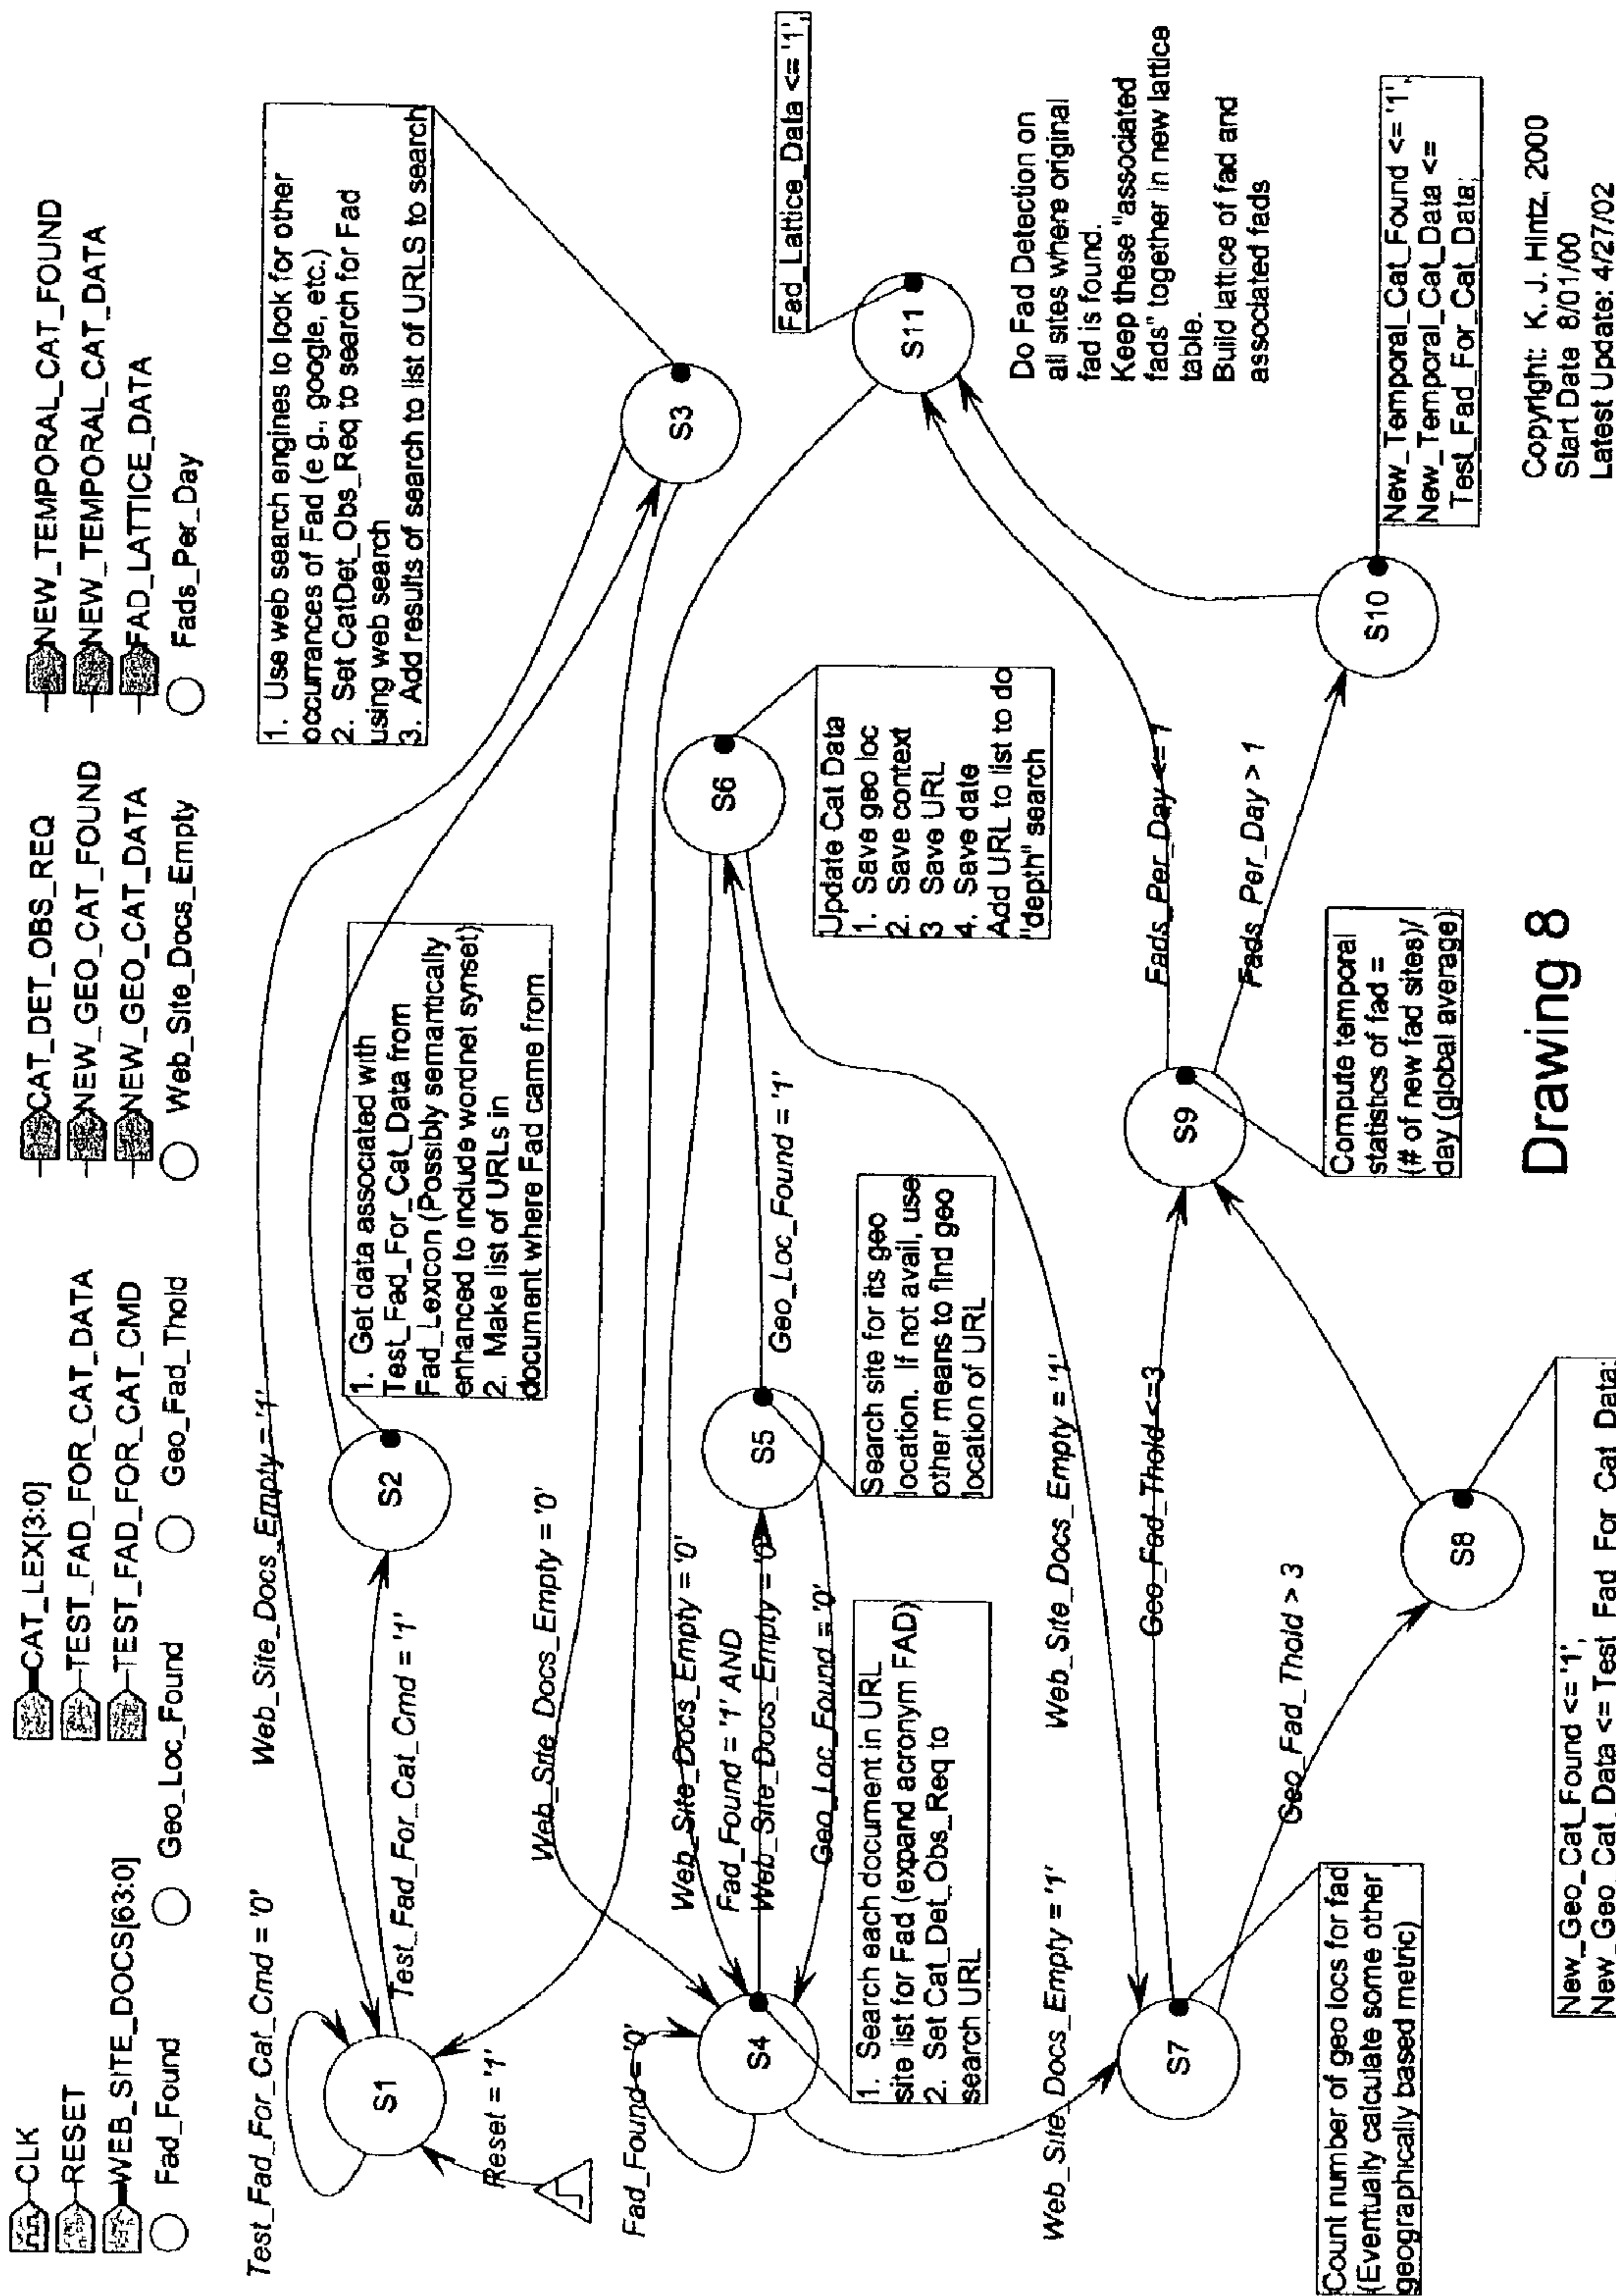 CLK
RESET
WEB_SITE_DOCS[63:0]
Fad_Found
Geo_Loc_Found
CAT_LEX[3:0]
TEST_FAD_FOR_CAT_DATA
TEST_FAD_FOR_CAT_CMD
Geo_Fad_Thold
CAT_DET_OBS_REQ
NEW_GEO_CAT_FOUND
NEW_GEO_CAT_DATA
Web_Site_Docs_Empty
NEW_TEMPORAL_CAT_FOUND
NEW_TEMPORAL_CAT_DATA
FAD_LATTICE_DATA
Fads_Per_Day
Test_Fad_For_Cat_Cmd = '0'
Web_Site_Docs_Empty = '1'
1. Use web search engines to look for other
occurrances of Fad (e g., google, etc.)
2. Set CatDet_Obs_Req to search for Fad
using web search
3. Add results of search to list of URLS to search
S1
Test_Fad_For_Cat_Cmd = '1'
Reset = '1'
S2
1. Get data associated with
Test_Fad_For_Cat_Data from
Fad_Lexicon (Possibly semantically
enhanced to include wordnet synset)
2. Make list of URLs in
document where Fad came from
S3
Web_Site_Docs_Empty = '0'
Fad_Found = '0'
S4
Web_Site_Docs_Empty = '0'
Fad_Found = '1' AND
Web_Site_Docs_Empty = '0'
Geo_Loc_Found = '0'
1. Search each document in URL
site list for Fad (expand acronym FAD)
2. Set Cat_Det_Obs_Req to
search URL
S5
Geo_Loc_Found = '1'
Search site for its geo
location. If not avail, use
other means to find geo
location of URL
S6
Update Cat Data
1. Save geo loc
2. Save context
3 Save URL
4. Save date
Add URL to list to do
"depth" search
Fad_Lattice_Data <= '1',
S11
Do Fad Detection on
all sites where original
fad is found.
Keep these "associated
fads" together in new lattice
table.
Build lattice of fad and
associated fads
Web_Site_Docs_Empty = '1'
Web_Site_Docs_Empty = '1'
S7
Geo_Fad_Thold <=3
Geo_Fad_Thold > 3
Count number of geo locs for fad
(Eventually calculate some other
geographically based metric)
S9
Fads_Per_Day <= 1
Fads_Per_Day > 1
Compute temporal
statistics of fad =
(# of new fad sites)/
day (global average)
S10
New_Temporal_Cat_Found <= '1',
New_Temporal_Cat_Data <=
Test_Fad_For_Cat_Data;
S8
New_Geo_Cat_Found <= '1',
New_Geo_Cat_Data <= Test_Fad_For_Cat_Data;
Drawing 8
Copyright: K. J. Hintz, 2000
Start Date 8/01/00
Latest Update: 4/27/02